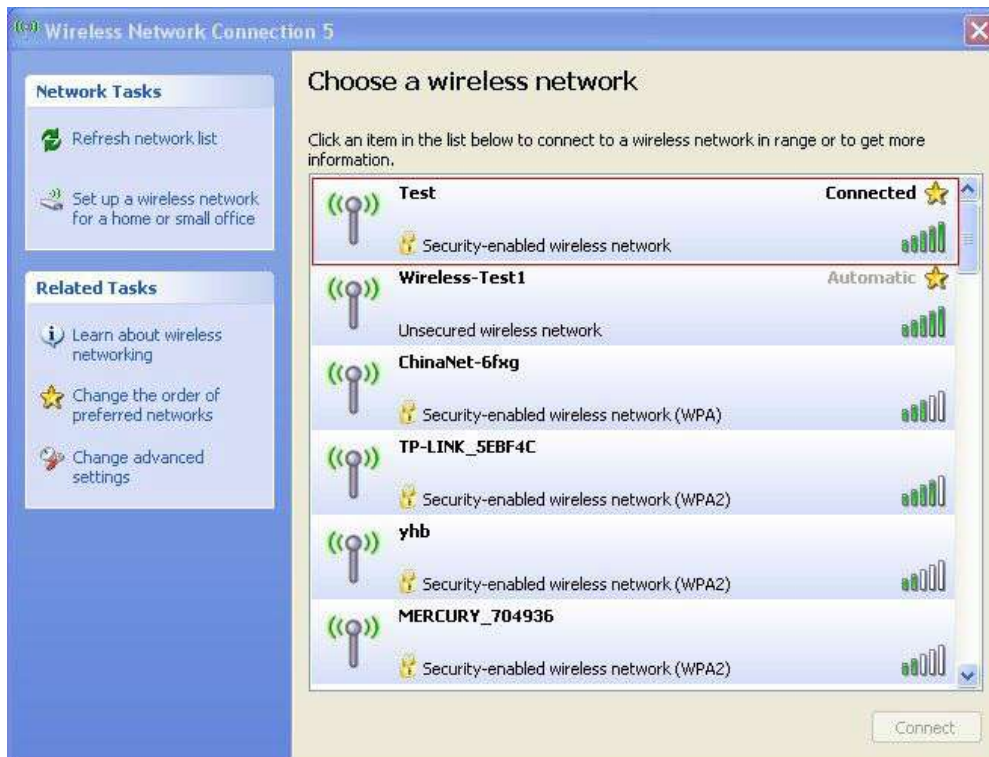 Wireless Network Connection 5
Network Tasks
Refresh network list
Set up a wireless network
for a home or small office
Related Tasks
Learn about wireless
networking
Change the order of
preferred networks
Change advanced
settings
Choose a wireless network
Click an item in the list below to connect to a wireless network in range or to get more
information.
Test Connected
Security-enabled wireless network
Wireless-Test1 Automatic
Unsecured wireless network
ChinaNet-6fxg
Security-enabled wireless network (WPA)
TP-LINK_5EBF4C
Security-enabled wireless network (WPA2)
yhb
Security-enabled wireless network (WPA2)
MERCURY_704936
Security-enabled wireless network (WPA2)
Connect